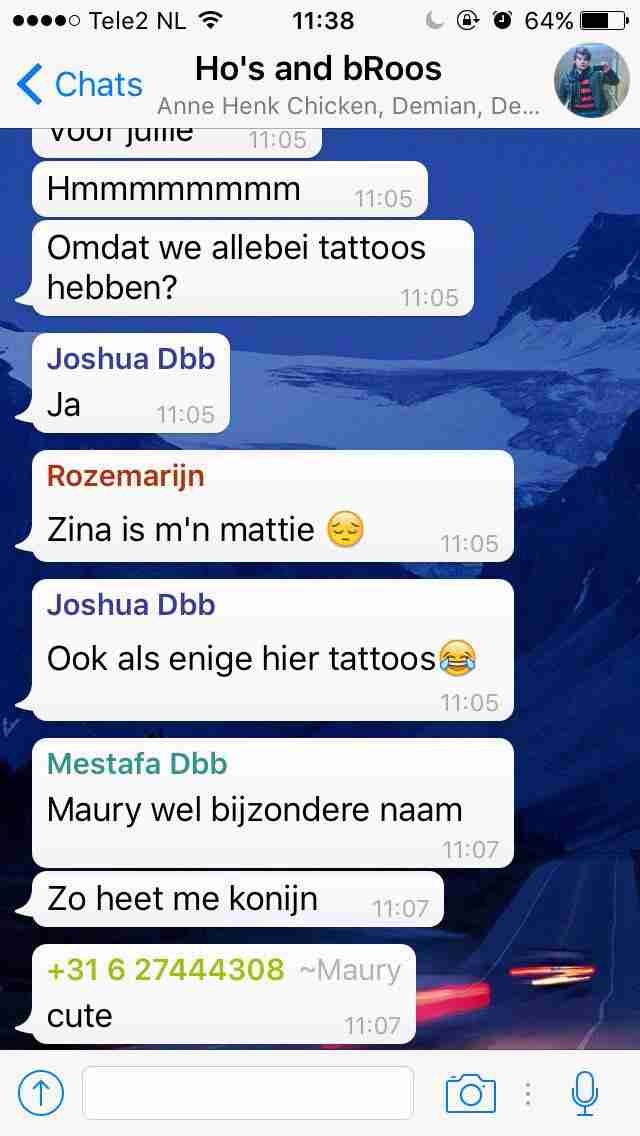 Tele2 NL 11:38 64%
Chats
Ho's and bRoos
Anne Henk Chicken, Demian, De...
voor jullie 11:05
Hmmmmmmmm 11:05
Omdat we allebei tattoos
hebben? 11:05
Joshua Dbb
Ja 11:05
Rozemarijn
Zina is m'n mattie 😔 11:05
Joshua Dbb
Ook als enige hier tattoos😂
11:05
Mestafa Dbb
Maury wel bijzondere naam
11:07
Zo heet me konijn 11:07
+31 6 27444308 ~Maury
cute 11:07